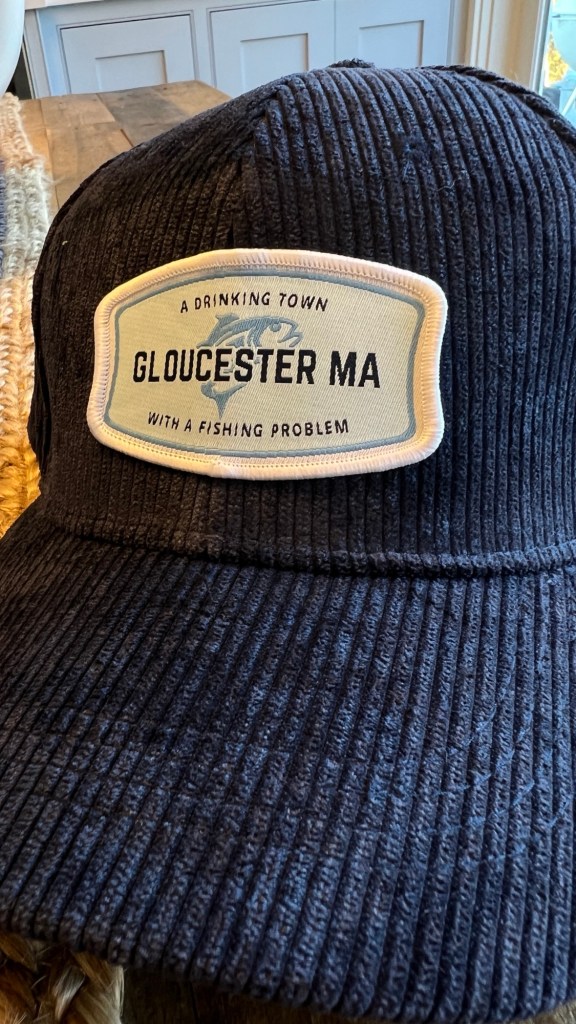 A DRINKING TOWN
GLOUCESTER MA
WITH A FISHING PROBLEM